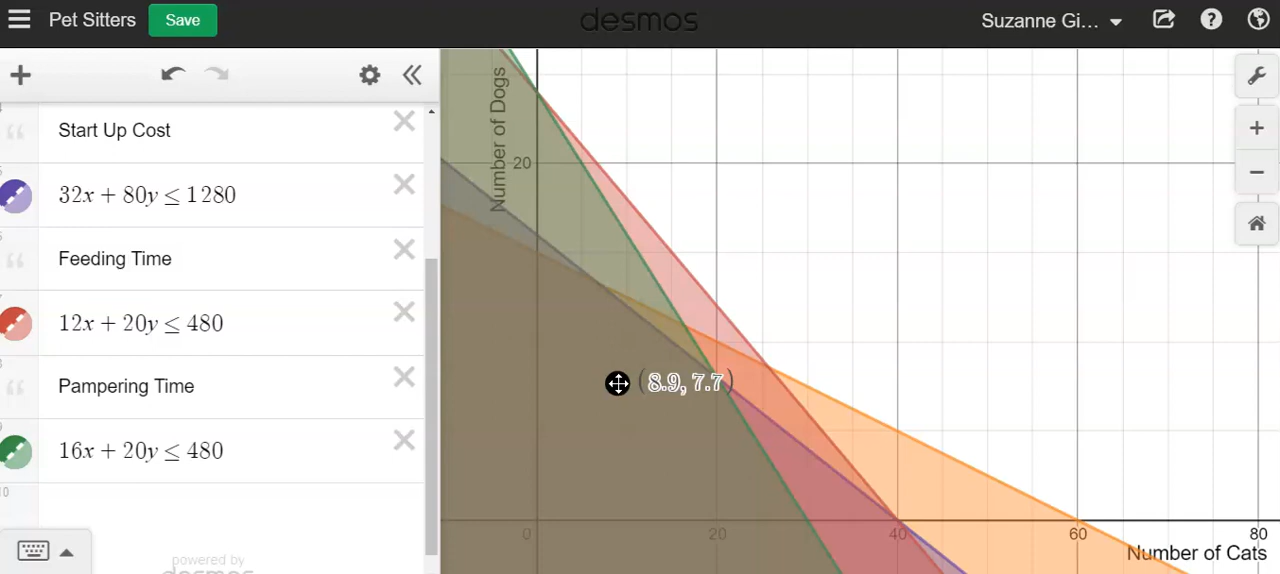 Pet Sitters
Save
desmos
Suzanne Gi...
Start Up Cost
32x + 80y ≤ 1280
Feeding Time
12x + 20y ≤ 480
Pampering Time
16x + 20y ≤ 480
10
powered by
desmos
Number of Dogs
20
(8.9, 7.7)
0
20
40
60
80
Number of Cats